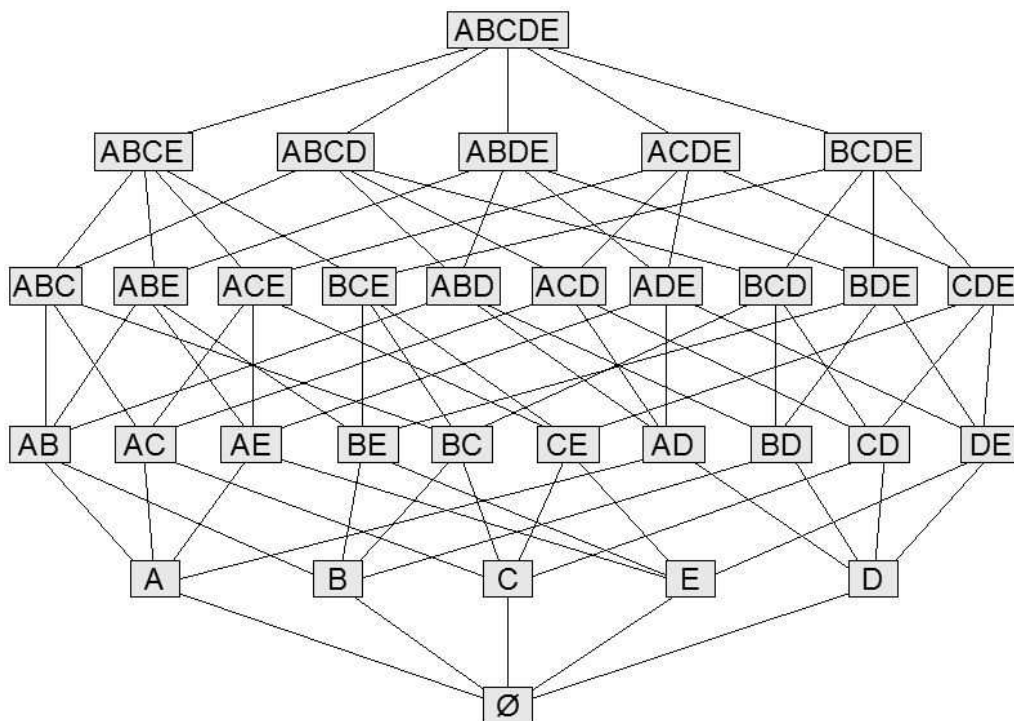 ABCDE
ABCE ABCD ABDE ACDE BCDE
ABC ABE ACE BCE ABD ACD ADE BCD BDE CDE
AB AC AE BE BC CE AD BD CD DE
A B C E D
Ø